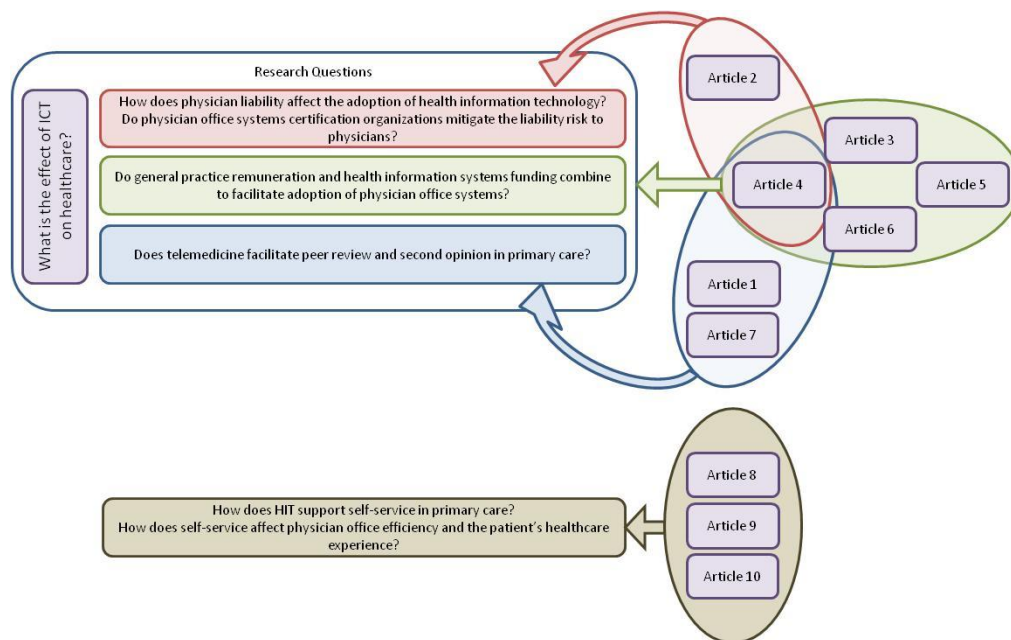 Research Questions
What is the effect of ICT
on healthcare?
How does physician liability affect the adoption of health information technology?
Do physician office systems certification organizations mitigate the liability risk to
physicians?
Do general practice remuneration and health information systems funding combine
to facilitate adoption of physician office systems?
Does telemedicine facilitate peer review and second opinion in primary care?
Article 2
Article 3
Article 4
Article 5
Article 6
Article 1
Article 7
How does HIT support self-service in primary care?
How does self-service affect physician office efficiency and the patient's healthcare
experience?
Article 8
Article 9
Article 10